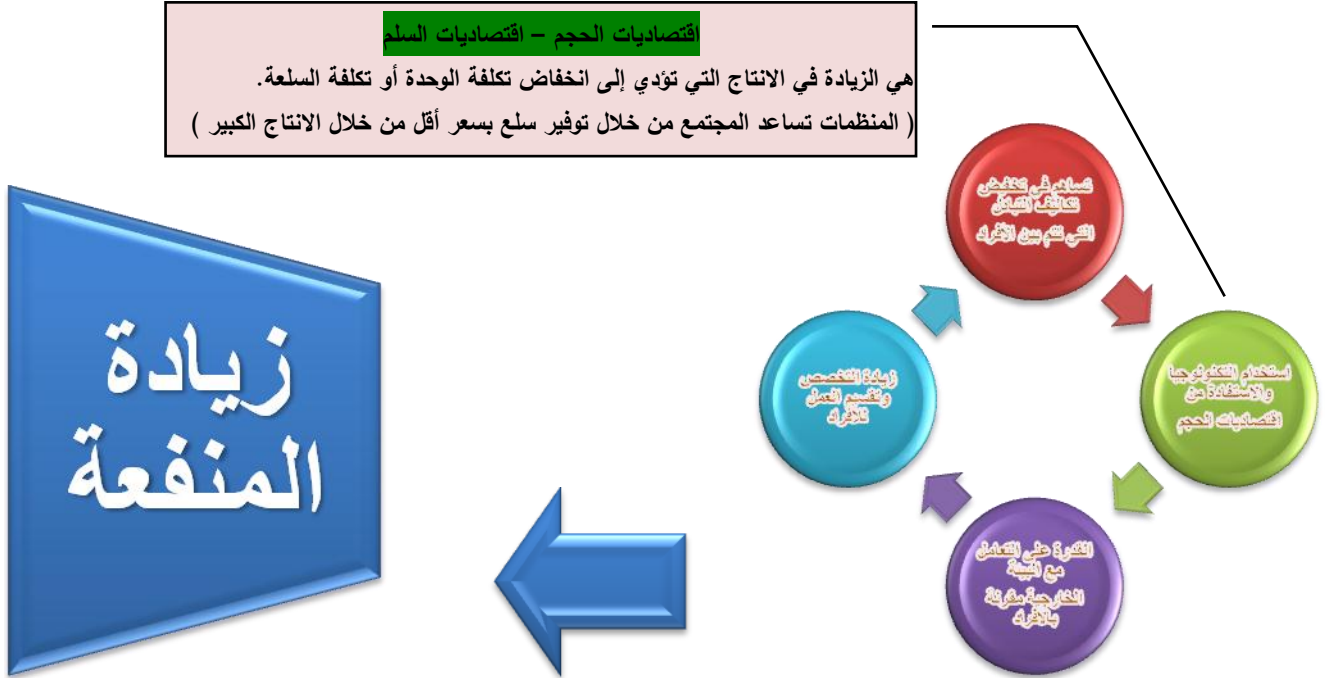 اقتصاديات الحجم – اقتصاديات السلم
هي الزيادة في الانتاج التي تؤدي إلى انخفاض تكلفة الوحدة أو تكلفة السلعة.
( المنظمات تساعد المجتمع من خلال توفير سلع بسعر أقل من خلال الانتاج الكبير )
تساهم في تخفيض
تكاليف التبادل
التي تتم بين الأفراد
استخدام التكنولوجيا
والاستفادة من
اقتصاديات الحجم
القدرة على التعامل
مع البيئة
الخارجية مقرنة
بالأفراد
زيادة التخصص
وتقسيم العمل
للأفراد
زيادة
المنفعة